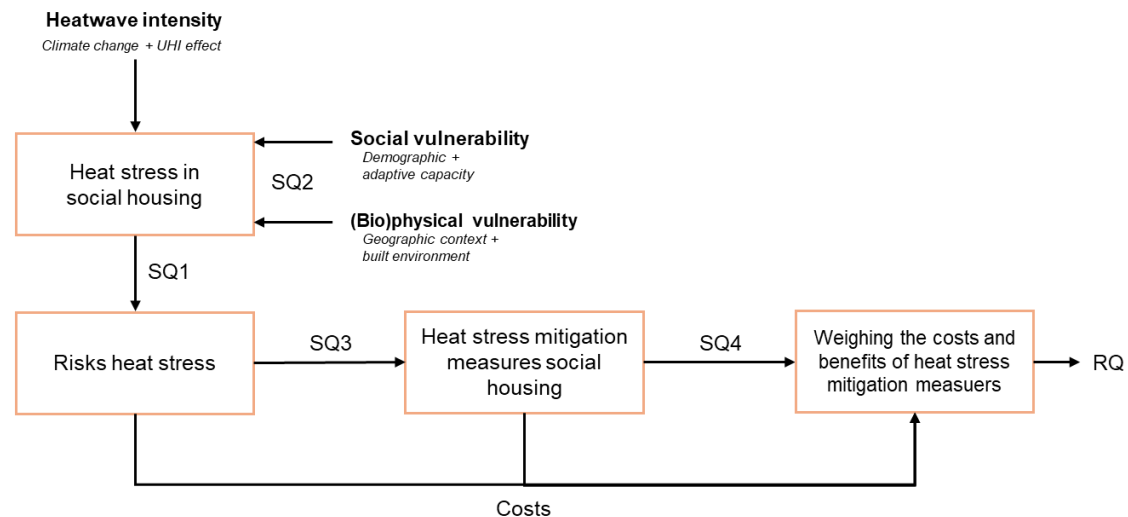 Heatwave intensity
Climate change + UHI effect
Heat stress in
social housing
SQ2
Social vulnerability
Demographic +
adaptive capacity
(Bio)physical vulnerability
Geographic context +
built environment
SQ1
Risks heat stress
SQ3
Heat stress mitigation
measures social
housing
SQ4
Weighing the costs and
benefits of heat stress
mitigation measuers
RQ
Costs